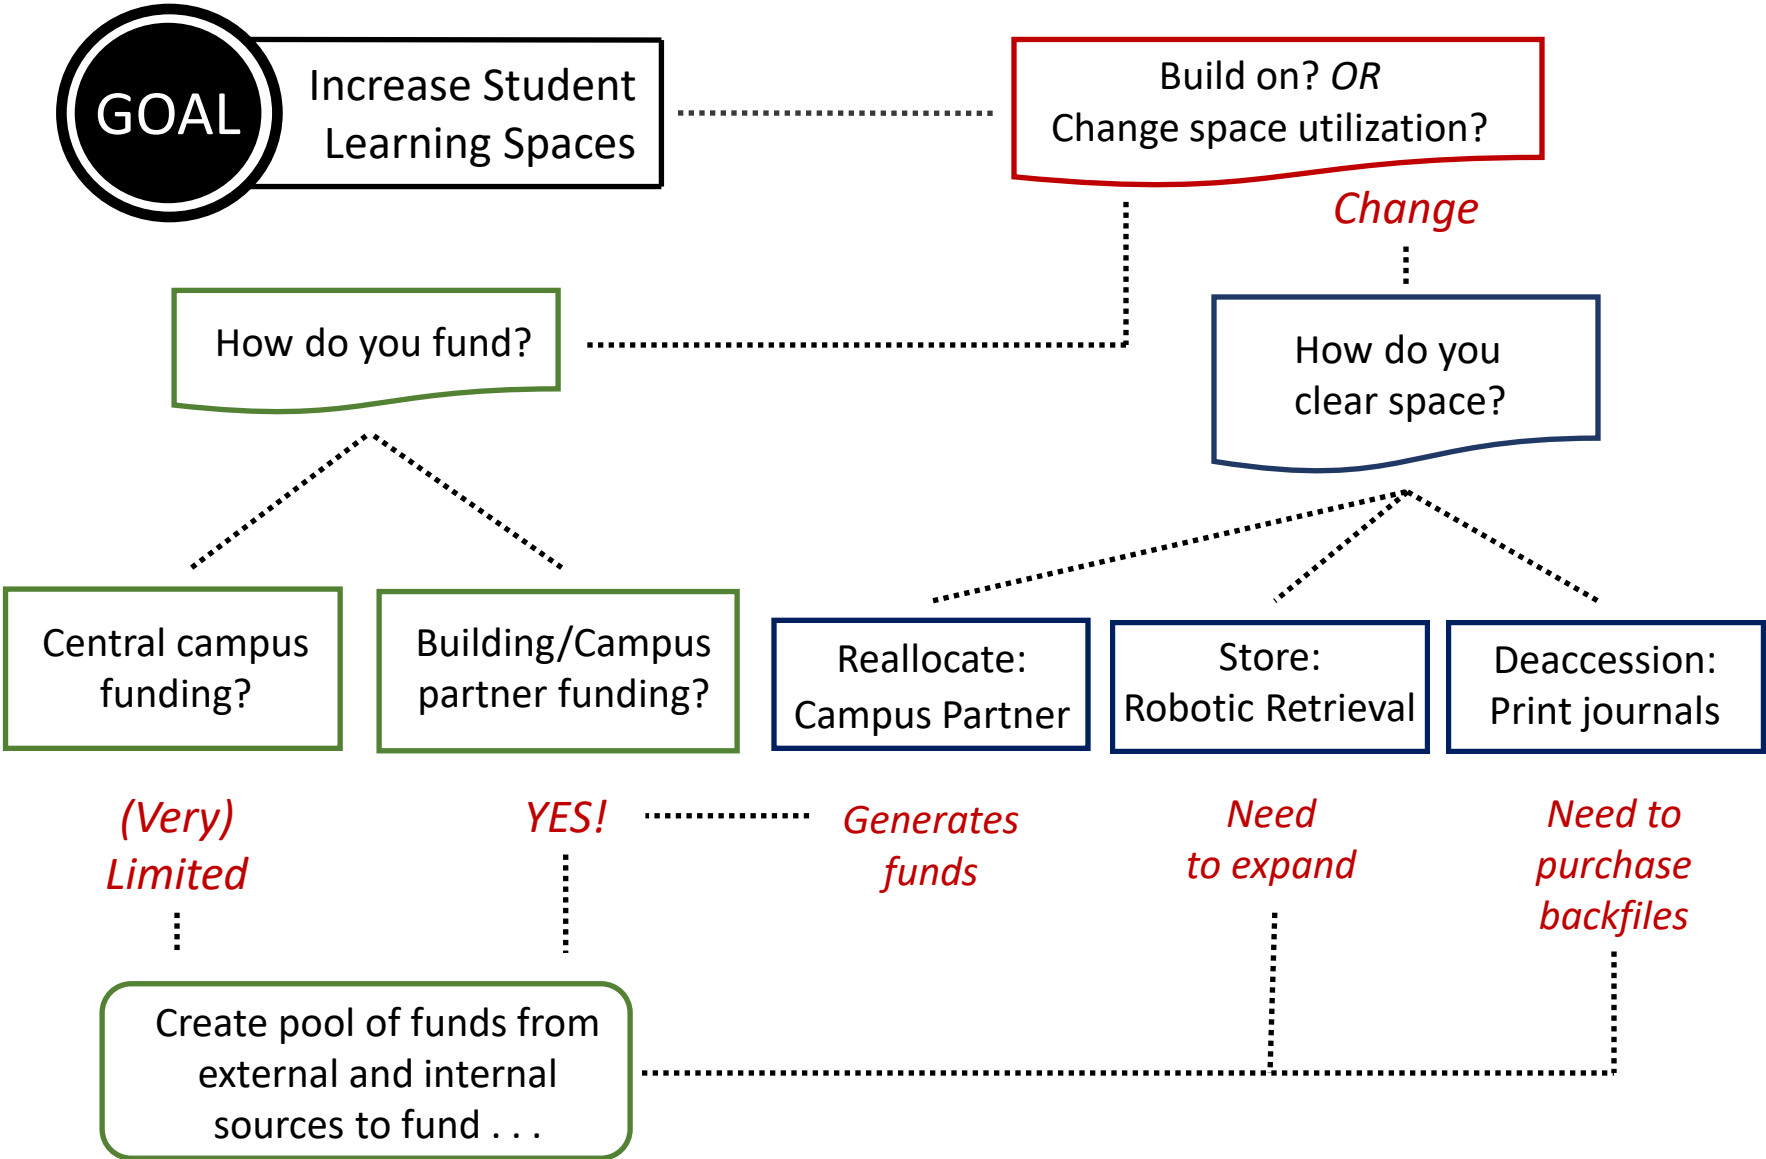 GOAL
Increase Student
Learning Spaces
Build on? OR
Change space utilization?
Change
How do you fund?
How do you
clear space?
Central campus
funding?
Building/Campus
partner funding?
Reallocate:
Campus Partner
Store:
Robotic Retrieval
Deaccession:
Print journals
(Very)
Limited
YES!
Generates
funds
Need
to expand
Need to
purchase
backfiles
Create pool of funds from
external and internal
sources to fund . . .